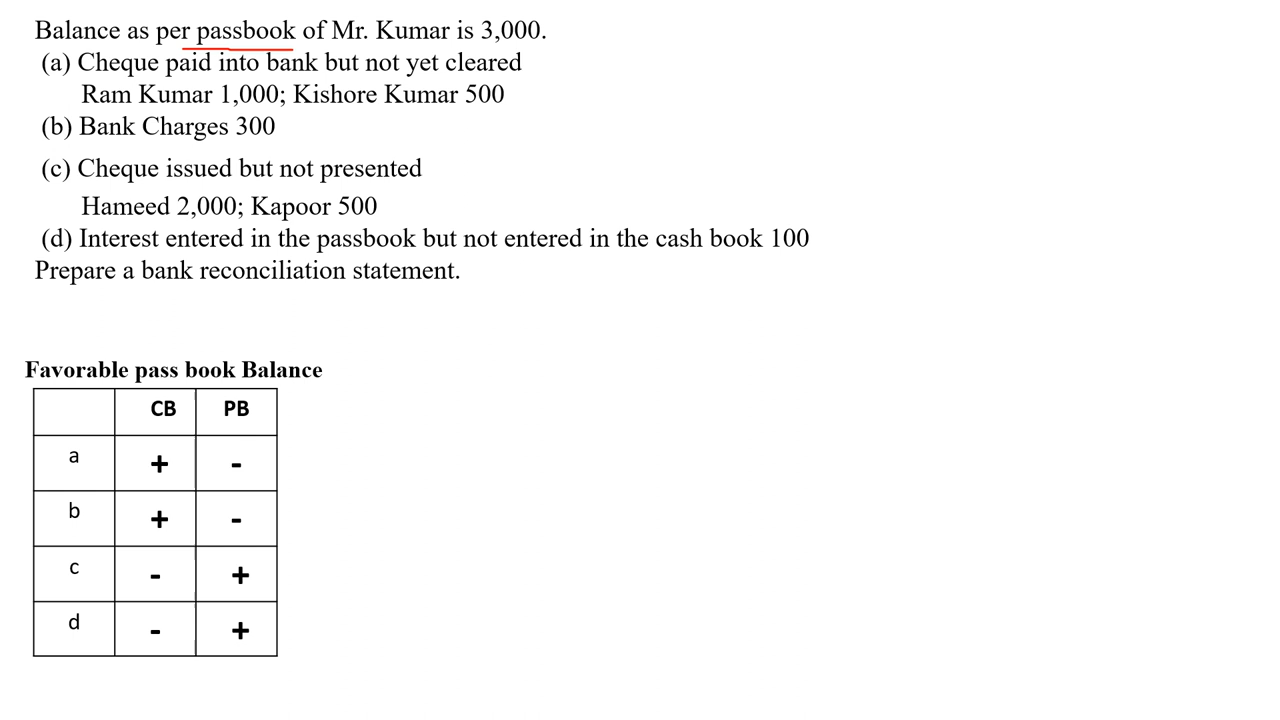 Balance as per passbook of Mr. Kumar is 3,000.
(a) Cheque paid into bank but not yet cleared
Ram Kumar 1,000; Kishore Kumar 500
(b) Bank Charges 300
(c) Cheque issued but not presented
Hameed 2,000; Kapoor 500
(d) Interest entered in the passbook but not entered in the cash book 100
Prepare a bank reconciliation statement.
Favorable pass book Balance
CB PB
a + -
b + -
c - +
d - +